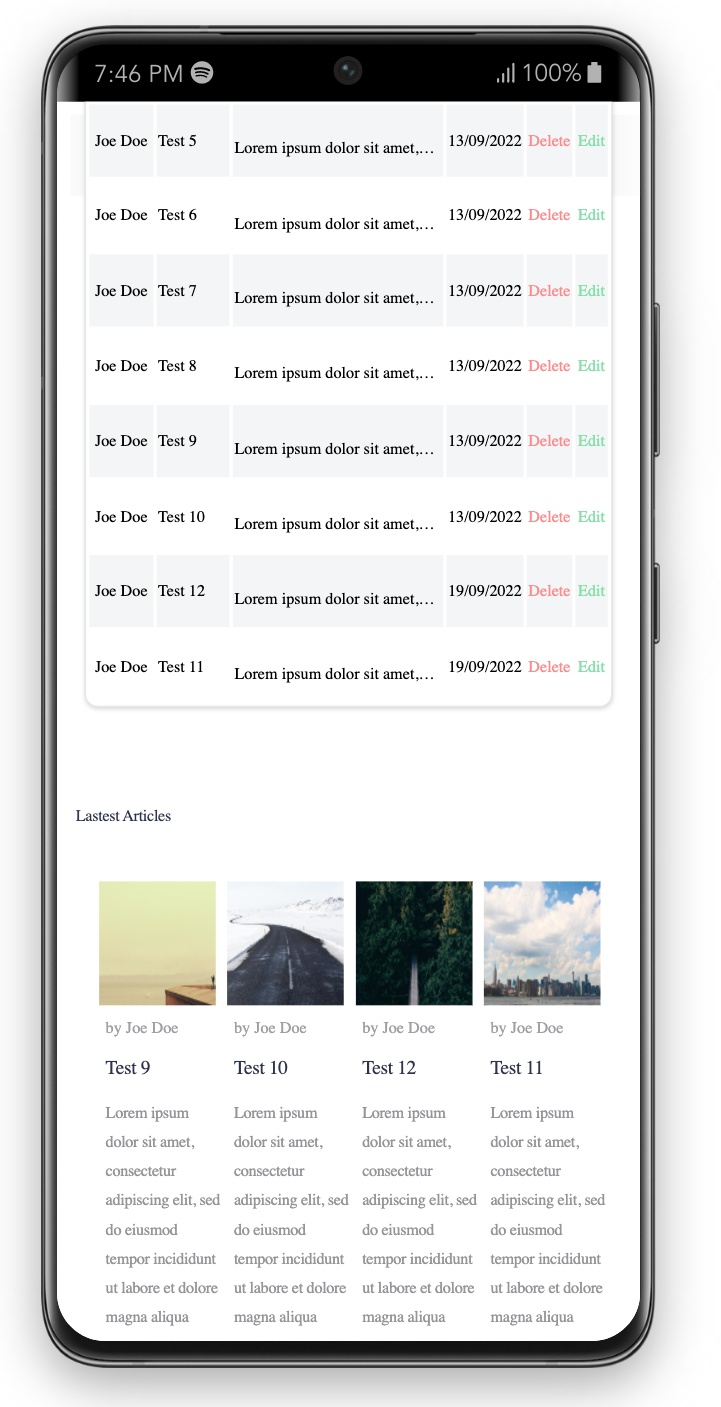 7:46 PM 100%
Joe Doe Test 5 Lorem ipsum dolor sit amet,… 13/09/2022 Delete Edit
Joe Doe Test 6 Lorem ipsum dolor sit amet,… 13/09/2022 Delete Edit
Joe Doe Test 7 Lorem ipsum dolor sit amet,… 13/09/2022 Delete Edit
Joe Doe Test 8 Lorem ipsum dolor sit amet,… 13/09/2022 Delete Edit
Joe Doe Test 9 Lorem ipsum dolor sit amet,… 13/09/2022 Delete Edit
Joe Doe Test 10 Lorem ipsum dolor sit amet,… 13/09/2022 Delete Edit
Joe Doe Test 12 Lorem ipsum dolor sit amet,… 19/09/2022 Delete Edit
Joe Doe Test 11 Lorem ipsum dolor sit amet,… 19/09/2022 Delete Edit
Lastest Articles
by Joe Doe
Test 9
Lorem ipsum
dolor sit amet,
consectetur
adipiscing elit, sed
do eiusmod
tempor incididunt
ut labore et dolore
magna aliqua
by Joe Doe
Test 10
Lorem ipsum
dolor sit amet,
consectetur
adipiscing elit, sed
do eiusmod
tempor incididunt
ut labore et dolore
magna aliqua
by Joe Doe
Test 12
Lorem ipsum
dolor sit amet,
consectetur
adipiscing elit, sed
do eiusmod
tempor incididunt
ut labore et dolore
magna aliqua
by Joe Doe
Test 11
Lorem ipsum
dolor sit amet,
consectetur
adipiscing elit, sed
do eiusmod
tempor incididunt
ut labore et dolore
magna aliqua